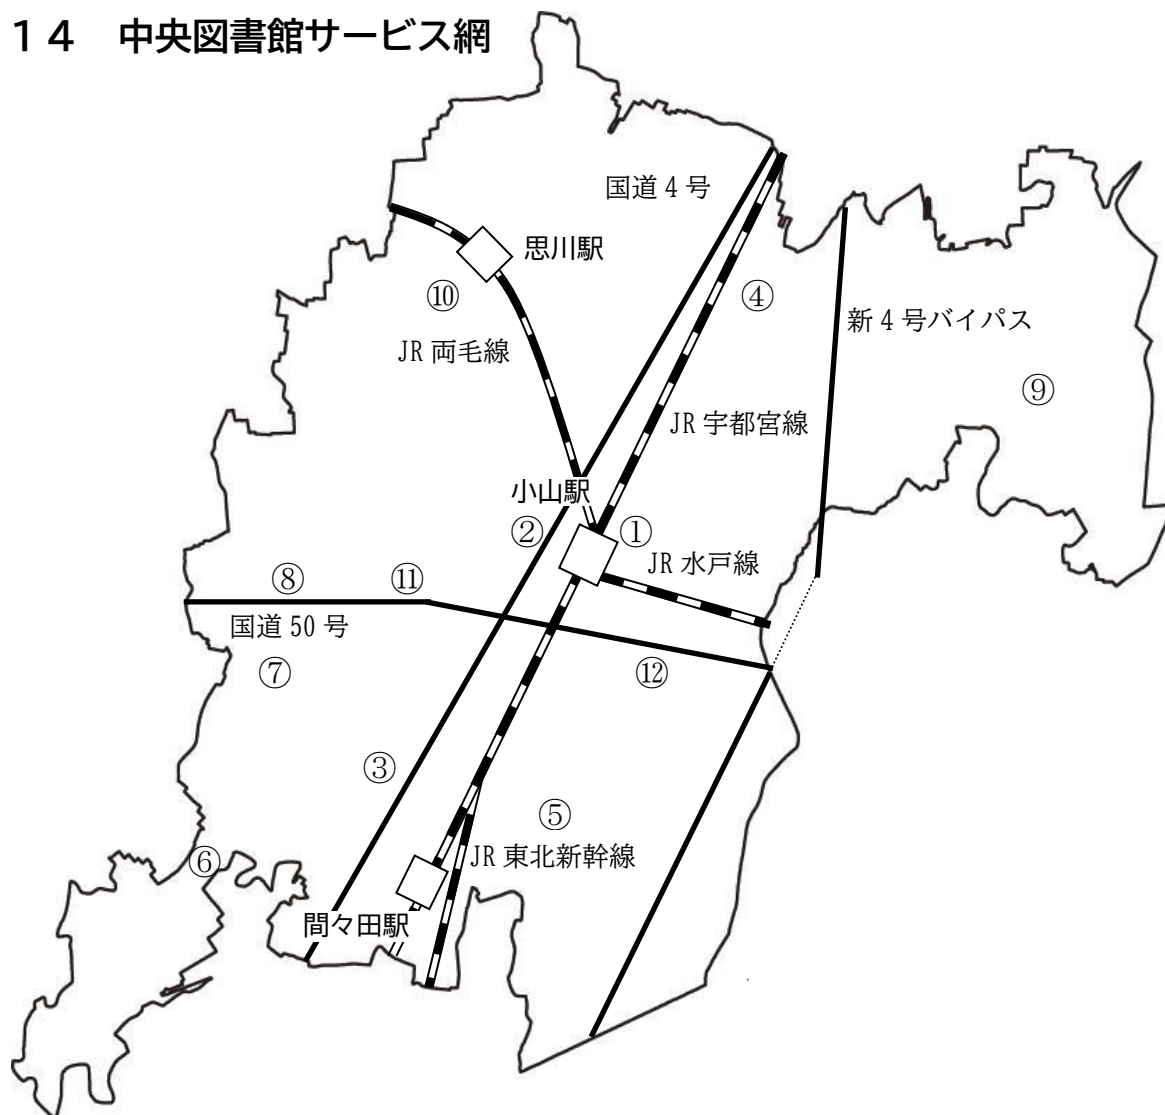 １４　中央図書館サービス網
国道４号
思川駅
⑩
④
新４号バイパス
JR 両毛線
⑨
JR 宇都宮線
小山駅
②
①
JR 水戸線
⑧
⑪
国道 50 号
⑦
⑫
③
⑤
JR 東北新幹線
⑥
間々田駅